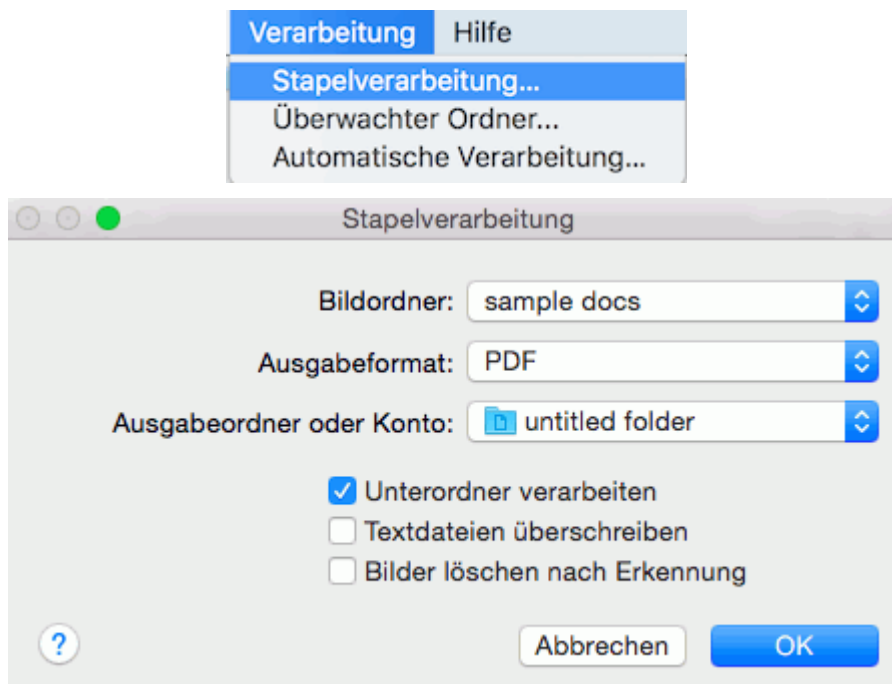 Verarbeitung Hilfe
Stapelverarbeitung...
Überwachter Ordner...
Automatische Verarbeitung...
Stapelverarbeitung
Bildordner: sample docs
Ausgabeformat: PDF
Ausgabeordner oder Konto: untitled folder
Unterordner verarbeiten
Textdateien überschreiben
Bilder löschen nach Erkennung
? Abbrechen OK